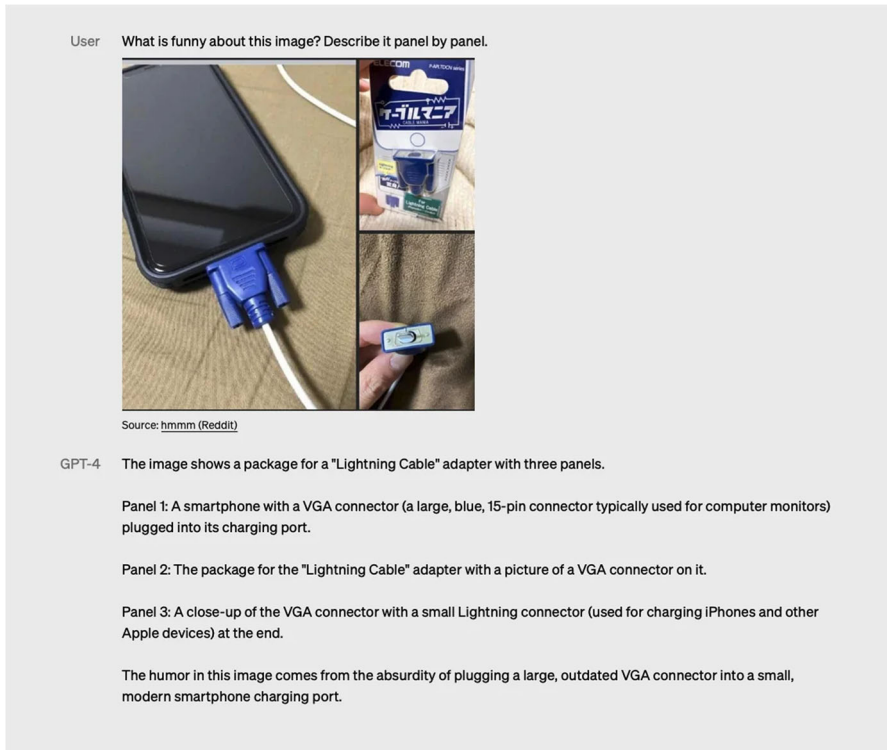 User What is funny about this image? Describe it panel by panel.
ELECOM
ケーブルマニア
CABLE MANIA
For
Lightning Cable
Source: hmmm (Reddit)
GPT-4 The image shows a package for a "Lightning Cable" adapter with three panels.
Panel 1: A smartphone with a VGA connector (a large, blue, 15-pin connector typically used for computer monitors)
plugged into its charging port.
Panel 2: The package for the "Lightning Cable" adapter with a picture of a VGA connector on it.
Panel 3: A close-up of the VGA connector with a small Lightning connector (used for charging iPhones and other
Apple devices) at the end.
The humor in this image comes from the absurdity of plugging a large, outdated VGA connector into a small,
modern smartphone charging port.